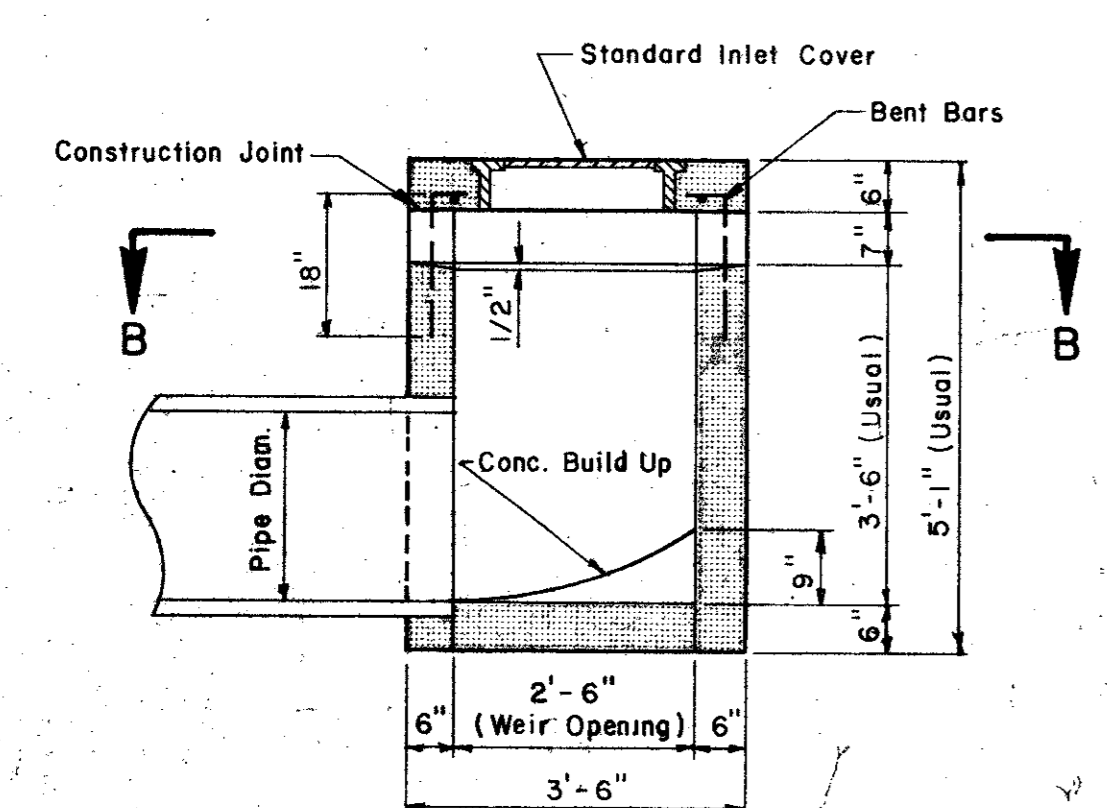 Standard Inlet Cover
Bent Bars
Construction Joint
6"
7"
18"
1/2"
B
B
3'-6" (Usual)
5'-1" (Usual)
Pipe Diam.
Conc. Build Up
9"
6"
2'-6"
6" (Weir Opening) 6"
3'-6"